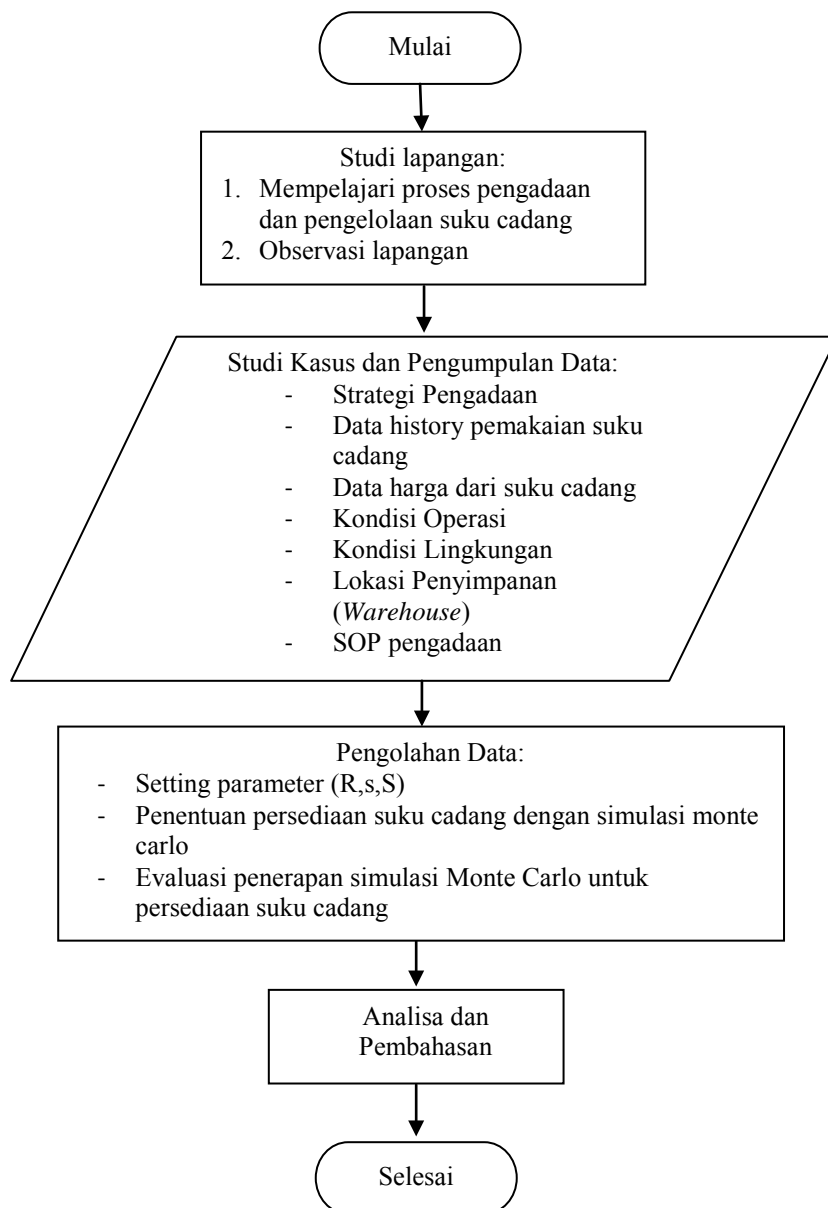 Mulai
Studi lapangan:
1. Mempelajari proses pengadaan
dan pengelolaan suku cadang
2. Observasi lapangan
Studi Kasus dan Pengumpulan Data:
- Strategi Pengadaan
- Data history pemakaian suku
cadang
- Data harga dari suku cadang
- Kondisi Operasi
- Kondisi Lingkungan
- Lokasi Penyimpanan
(Warehouse)
- SOP pengadaan
Pengolahan Data:
- Setting parameter (R,s,S)
- Penentuan persediaan suku cadang dengan simulasi monte
carlo
- Evaluasi penerapan simulasi Monte Carlo untuk
persediaan suku cadang
Analisa dan
Pembahasan
Selesai